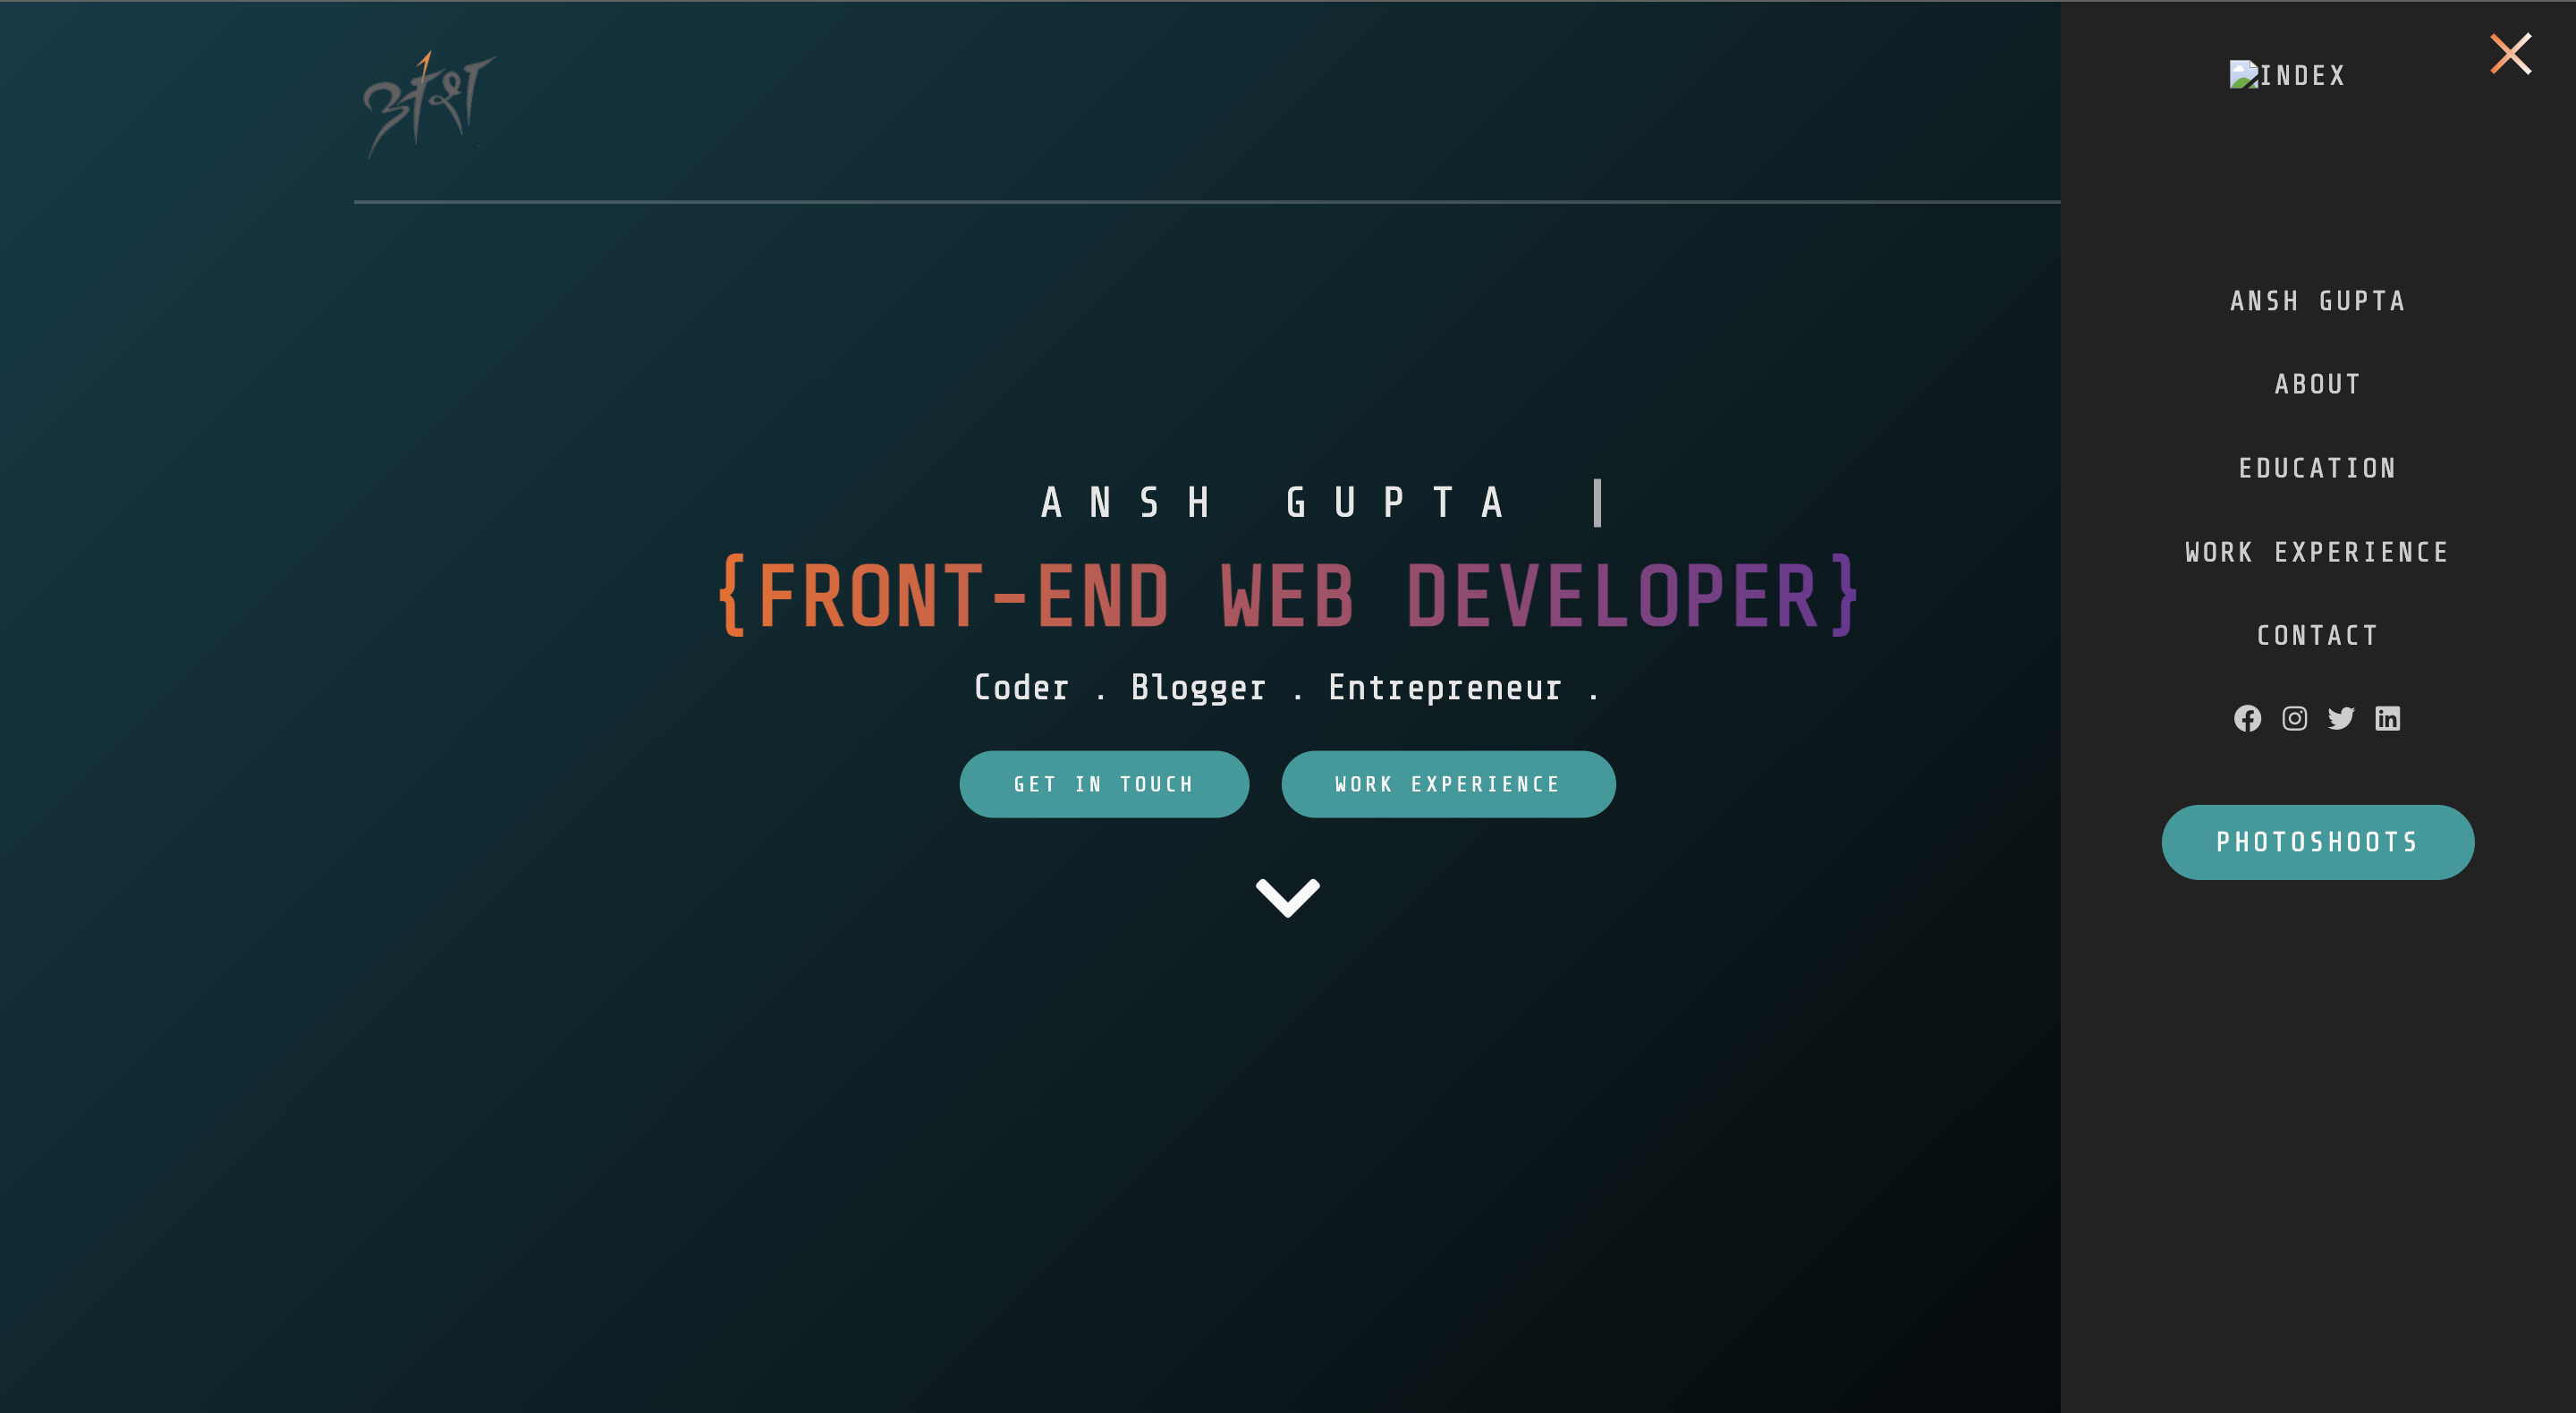 अंश
INDEX
ANSH GUPTA
ABOUT
EDUCATION
WORK EXPERIENCE
CONTACT
PHOTOSHOOTS
ANSH GUPTA |
{FRONT-END WEB DEVELOPER}
Coder . Blogger . Entrepreneur .
GET IN TOUCH WORK EXPERIENCE